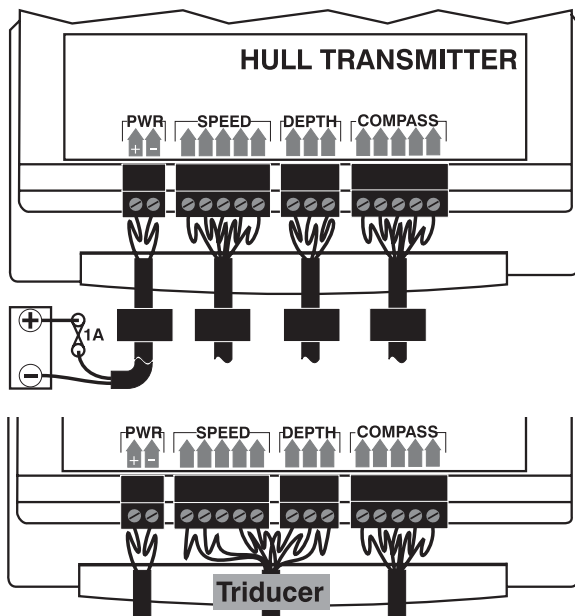 HULL TRANSMITTER
PWR SPEED DEPTH COMPASS
+ -
+
1A
-
PWR SPEED DEPTH COMPASS
+ -
Triducer